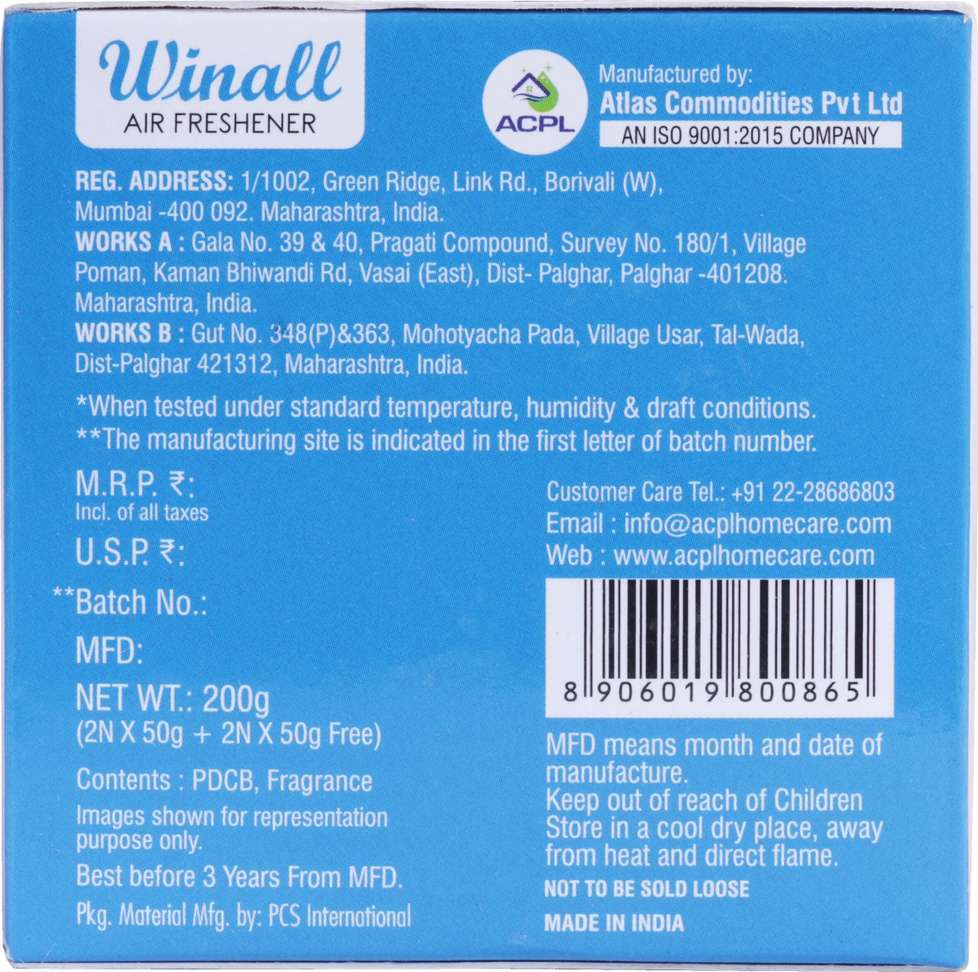 Winall
AIR FRESHENER
ACPL
Manufactured by:
Atlas Commodities Pvt Ltd
AN ISO 9001:2015 COMPANY
REG. ADDRESS: 1/1002, Green Ridge, Link Rd., Borivali (W),
Mumbai -400 092. Maharashtra, India.
WORKS A : Gala No. 39 & 40, Pragati Compound, Survey No. 180/1, Village
Poman, Kaman Bhiwandi Rd, Vasai (East), Dist- Palghar, Palghar -401208.
Maharashtra, India.
WORKS B : Gut No. 348(P)&363, Mohotyacha Pada, Village Usar, Tal-Wada,
Dist-Palghar 421312, Maharashtra, India.
*When tested under standard temperature, humidity & draft conditions.
**The manufacturing site is indicated in the first letter of batch number.
M.R.P. ₹:
Incl. of all taxes
U.S.P. ₹:
**Batch No.:
MFD:
NET WT.: 200g
(2N X 50g + 2N X 50g Free)
Contents : PDCB, Fragrance
Images shown for representation
purpose only.
Best before 3 Years From MFD.
Pkg. Material Mfg. by: PCS International
Customer Care Tel.: +91 22-28686803
Email : info@acplhomecare.com
Web : www.acplhomecare.com
8 906019 800865
MFD means month and date of
manufacture.
Keep out of reach of Children
Store in a cool dry place, away
from heat and direct flame.
NOT TO BE SOLD LOOSE
MADE IN INDIA